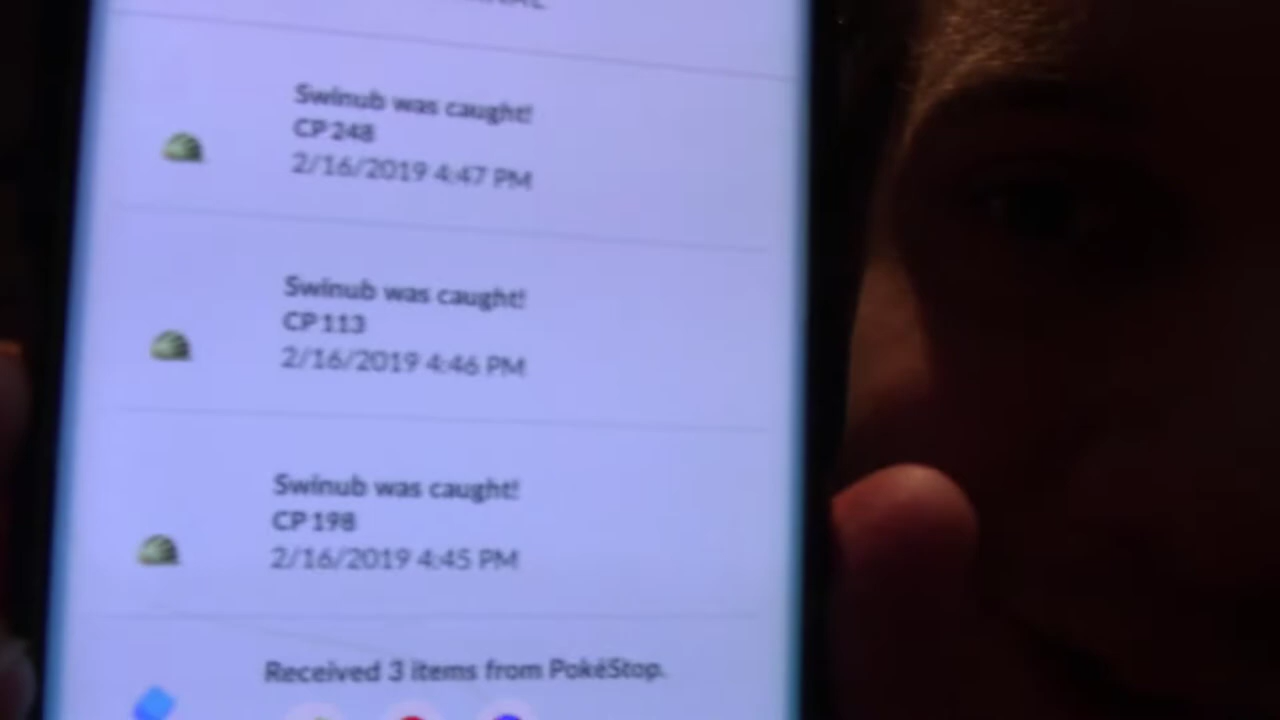 Swinub was caught!
CP 248
2/16/2019 4:47 PM
Swinub was caught!
CP 113
2/16/2019 4:46 PM
Swinub was caught!
CP 198
2/16/2019 4:45 PM
Received 3 items from PokéStop.